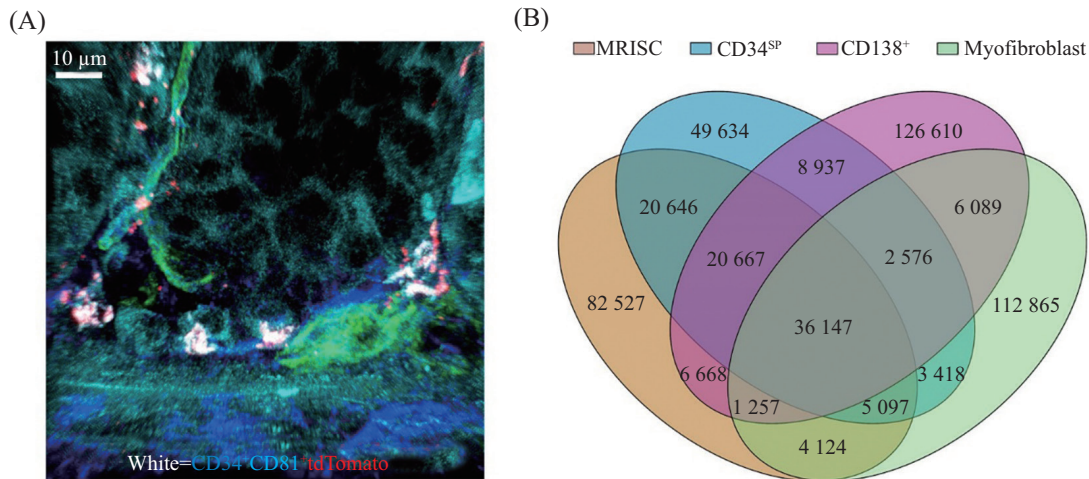 (A)
10 µm
White=CD34⁺CD81⁺tdTomato
(B)
MRISC CD34ˢᴾ CD138⁺ Myofibroblast
49 634 126 610
8 937
20 646 6 089
20 667 2 576
82 527 112 865
36 147
6 668 3 418
1 257 5 097
4 124